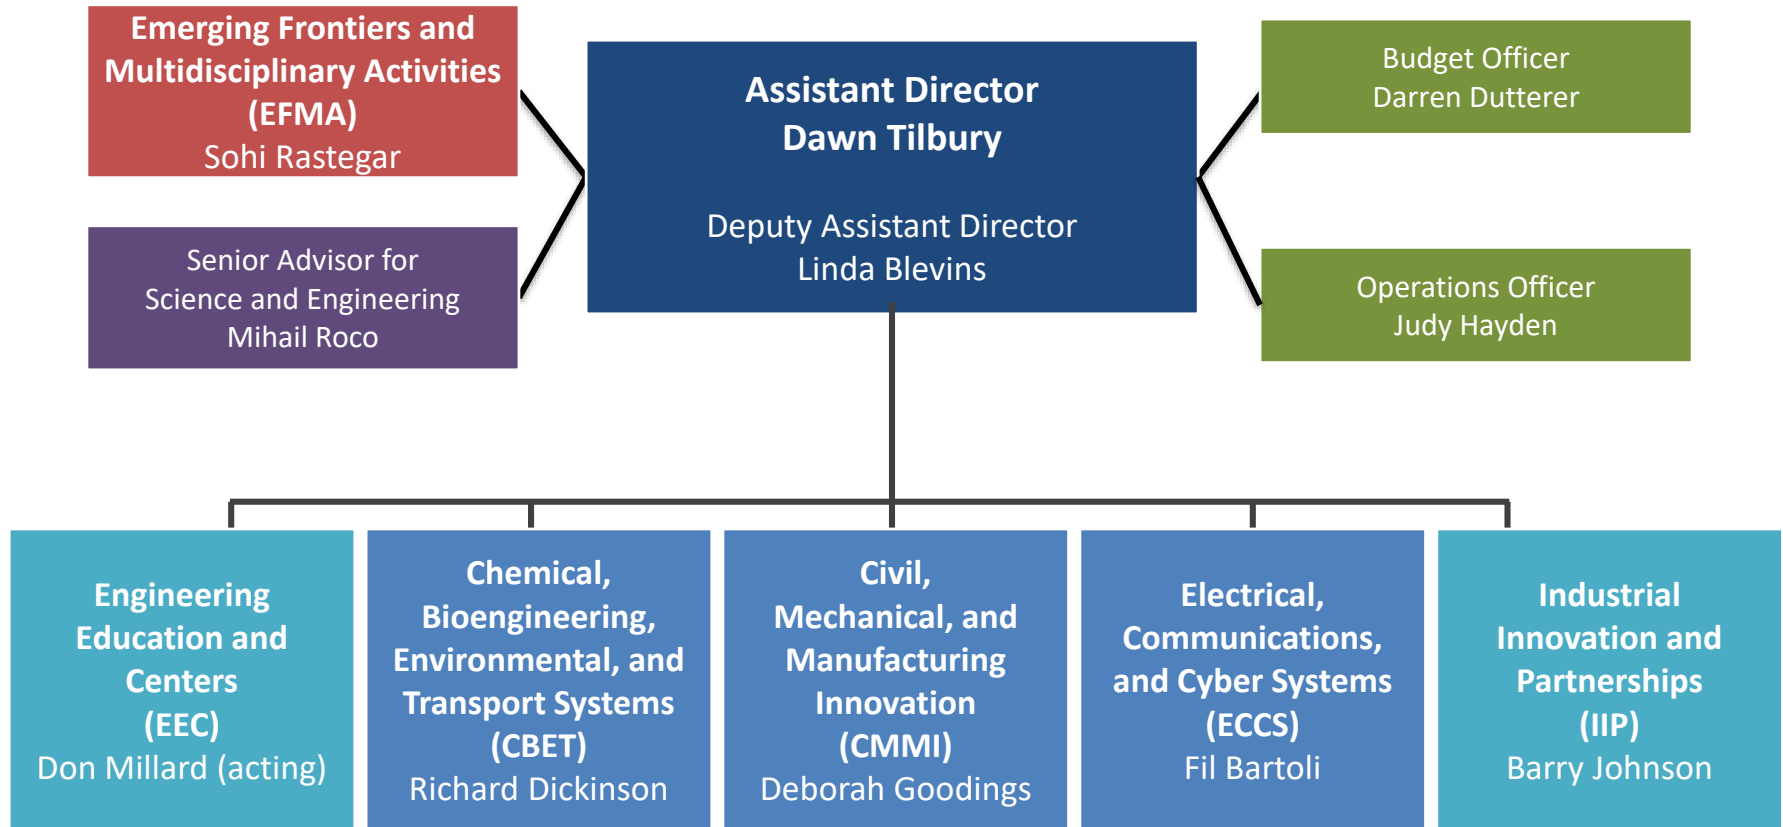 Emerging Frontiers and
Multidisciplinary Activities
(EFMA)
Sohi Rastegar
Senior Advisor for
Science and Engineering
Mihail Roco
Assistant Director
Dawn Tilbury
Deputy Assistant Director
Linda Blevins
Budget Officer
Darren Dutterer
Operations Officer
Judy Hayden
Engineering
Education and
Centers
(EEC)
Don Millard (acting)
Chemical,
Bioengineering,
Environmental, and
Transport Systems
(CBET)
Richard Dickinson
Civil,
Mechanical, and
Manufacturing
Innovation
(CMMI)
Deborah Goodings
Electrical,
Communications,
and Cyber Systems
(ECCS)
Fil Bartoli
Industrial
Innovation and
Partnerships
(IIP)
Barry Johnson